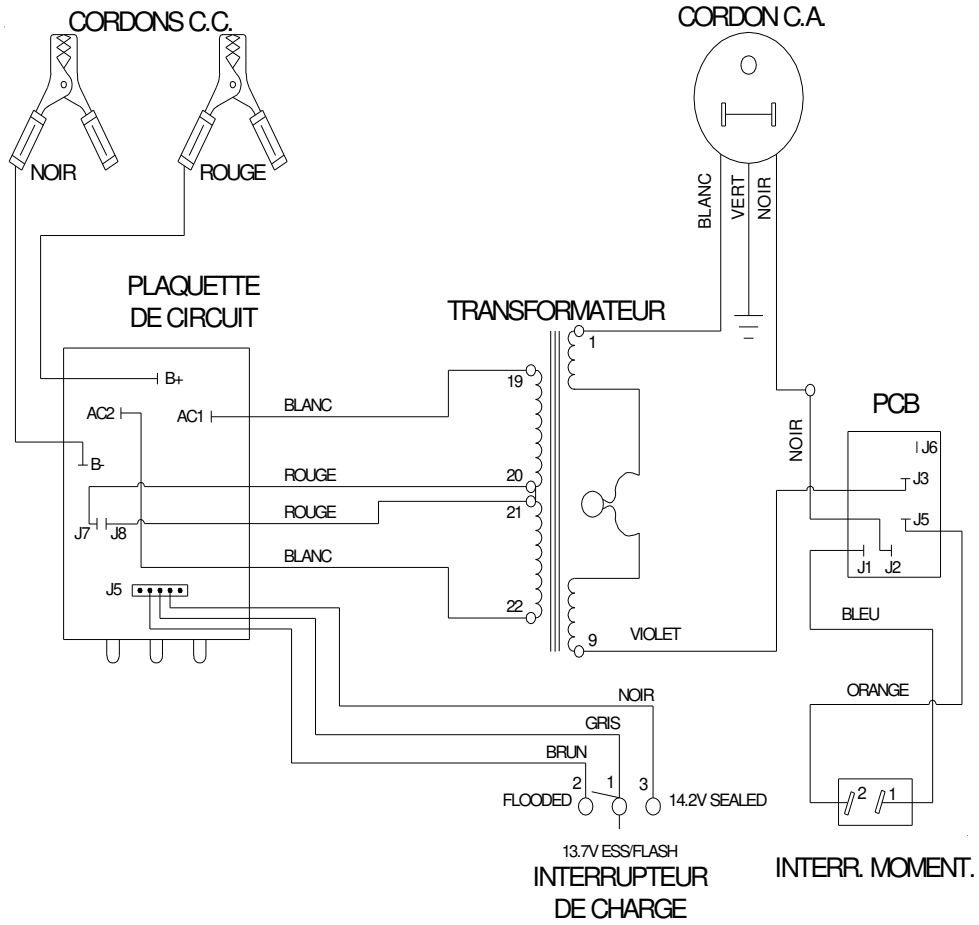 CORDONS C.C.
CORDON C.A.
NOIR
ROUGE
BLANC
VERT
NOIR
PLAQUETTE
DE CIRCUIT
TRANSFORMATEUR
1
B+
19
BLANC
AC2
AC1
PCB
NOIR
J6
B-
ROUGE
20
J3
ROUGE
21
J7
J8
J5
BLANC
J1
J2
J5
22
9
VIOLET
BLEU
NOIR
ORANGE
GRIS
BRUN
2
1
3
FLOODED
14.2V SEALED
2
1
13.7V ESS/FLASH
INTERRUPTEUR
DE CHARGE
INTERR. MOMENT.